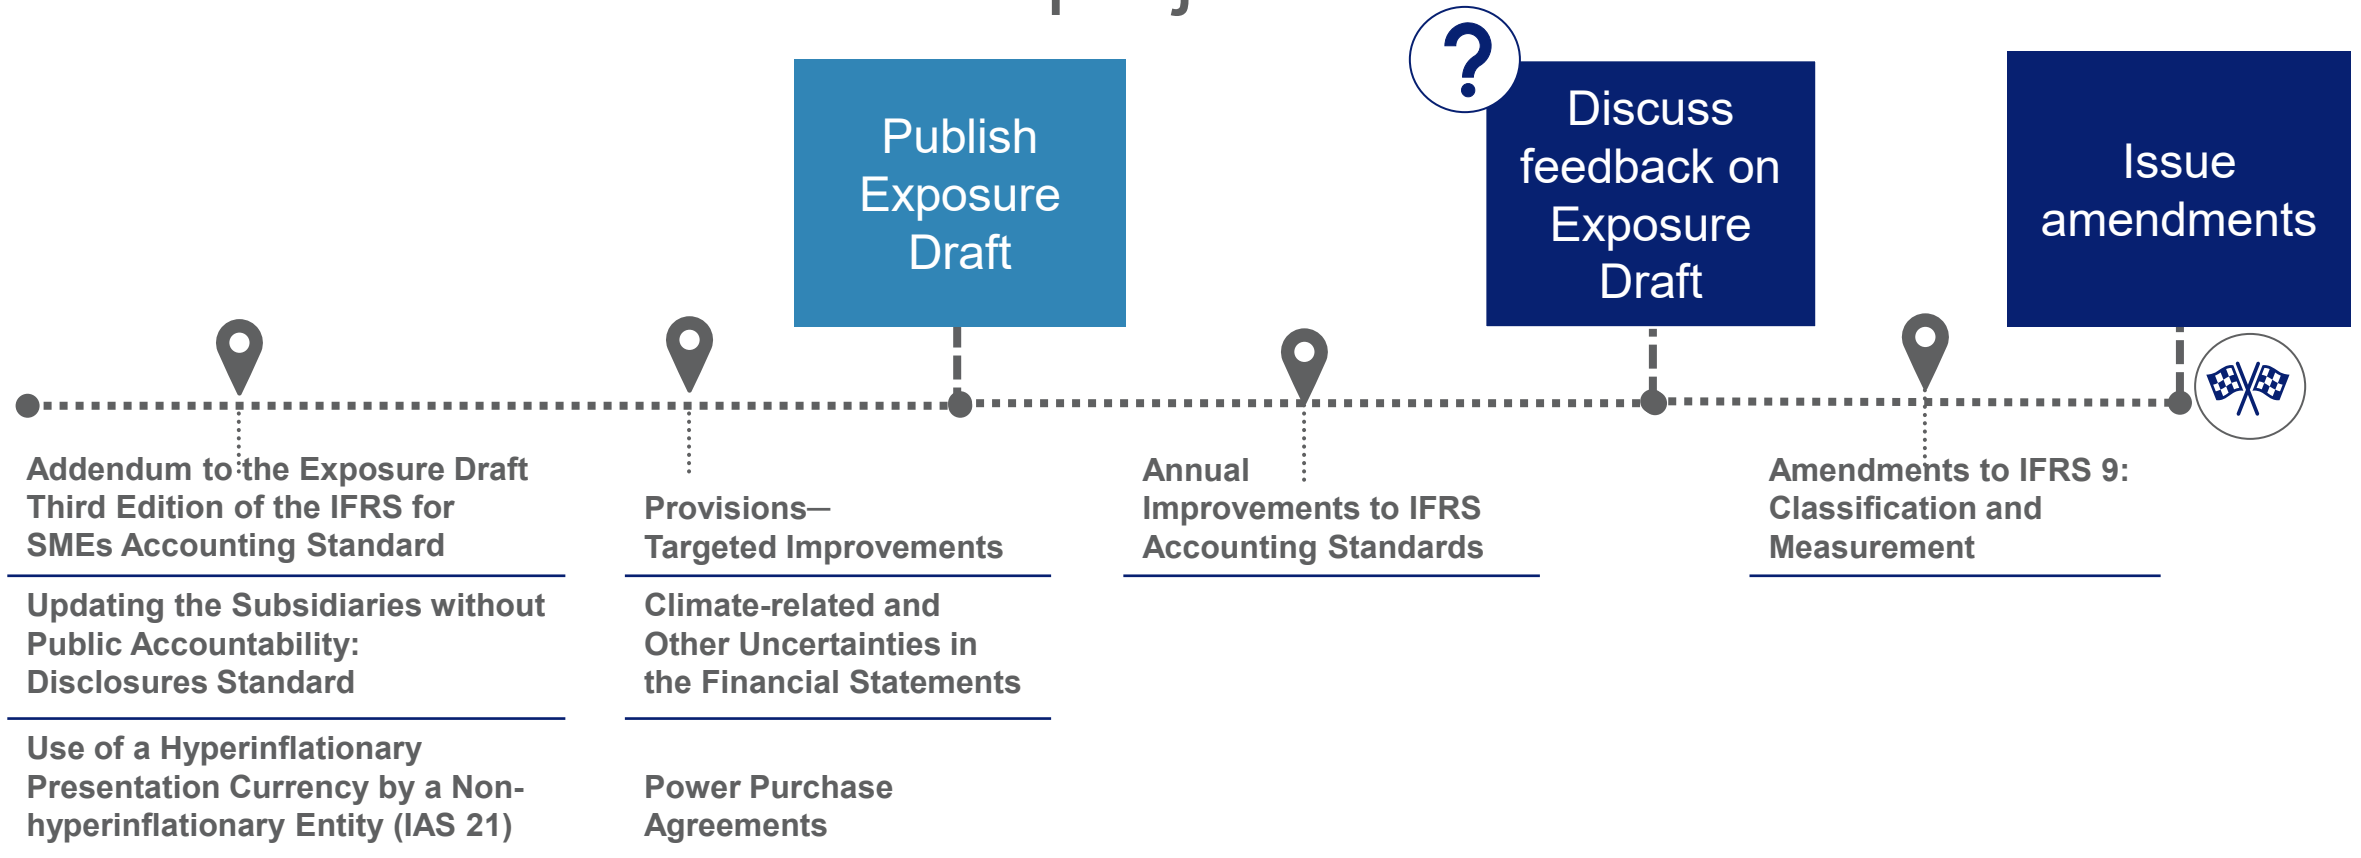 Publish
Exposure
Draft
?
Discuss
feedback on
Exposure
Draft
Issue
amendments
Addendum to the Exposure Draft
Third Edition of the IFRS for
SMEs Accounting Standard
Updating the Subsidiaries without
Public Accountability:
Disclosures Standard
Use of a Hyperinflationary
Presentation Currency by a Non-
hyperinflationary Entity (IAS 21)
Provisions—
Targeted Improvements
Climate-related and
Other Uncertainties in
the Financial Statements
Power Purchase
Agreements
Annual
Improvements to IFRS
Accounting Standards
Amendments to IFRS 9:
Classification and
Measurement